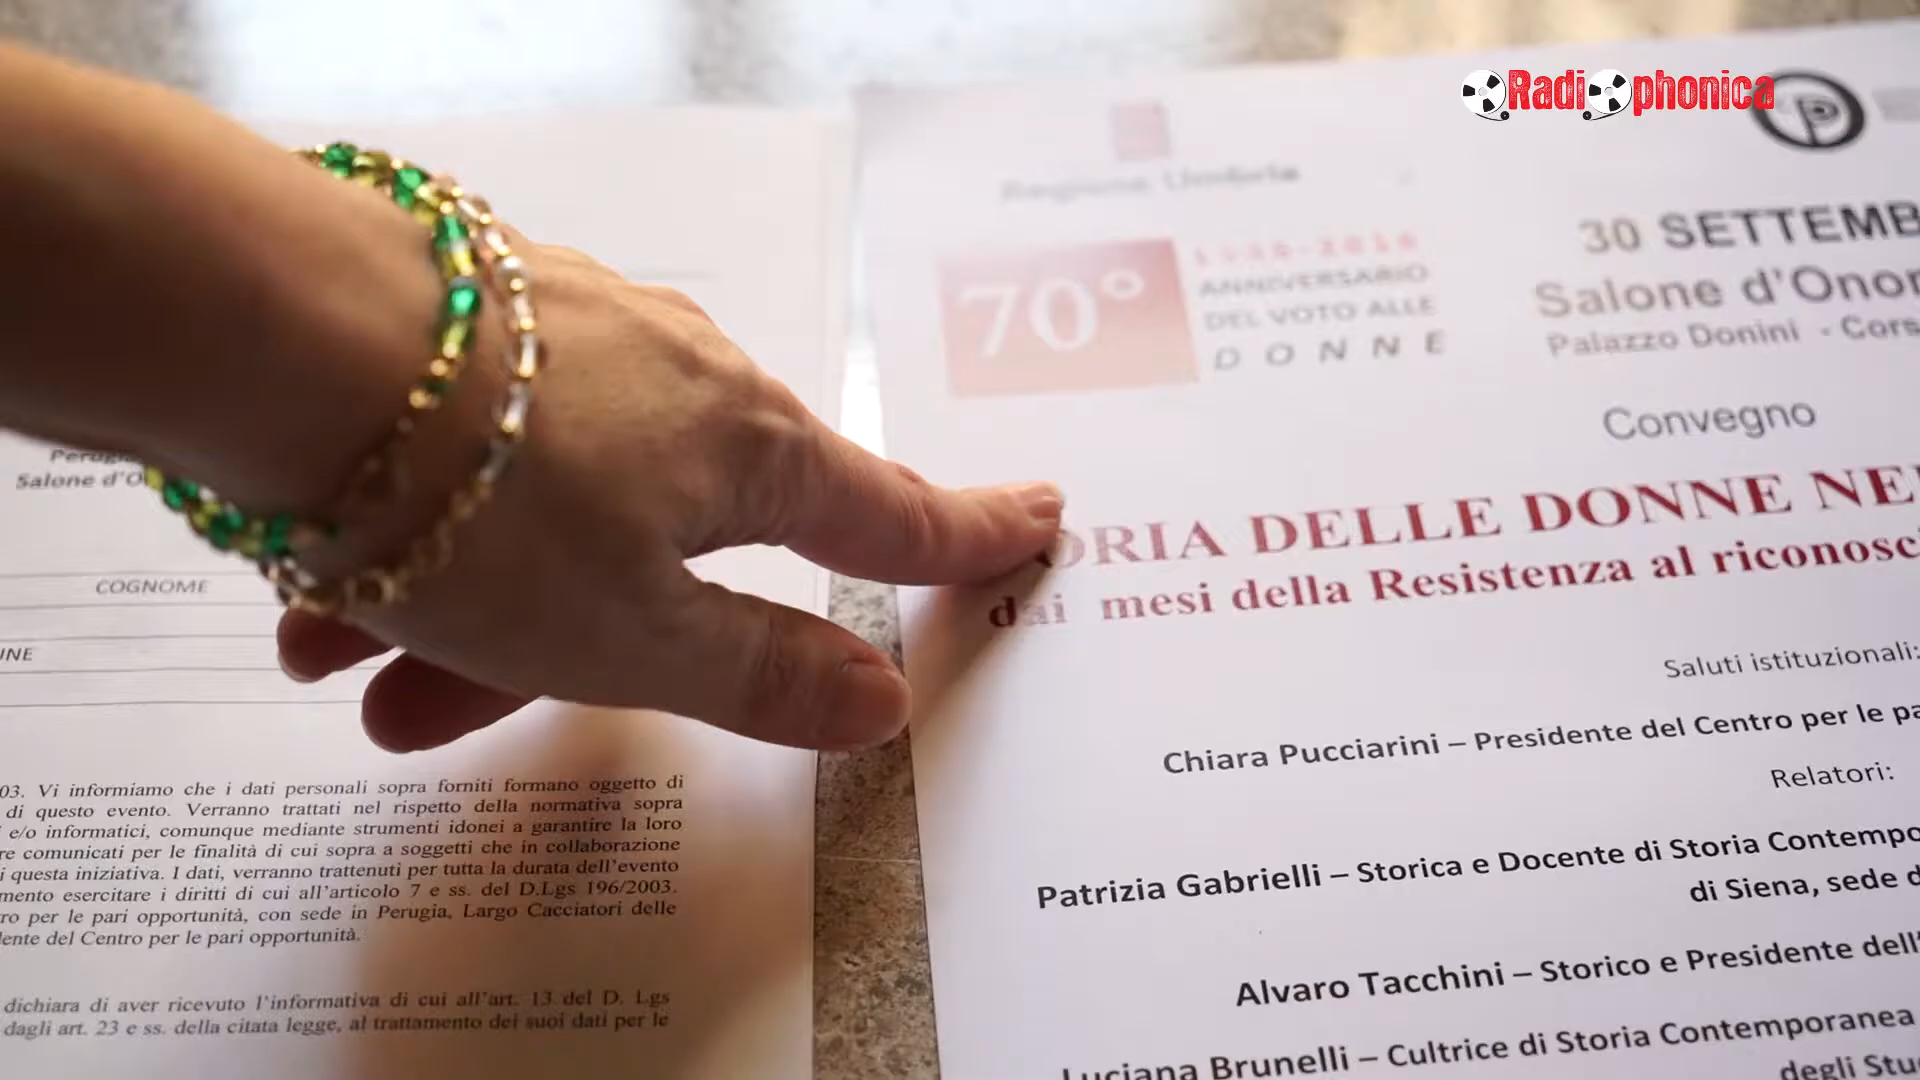 Radiophonica
Regione Umbria
70°
1946-2016
ANNIVERSARIO
DEL VOTO ALLE
DONNE
30 SETTEMB
Salone d'Onor
Palazzo Donini - Cors
Convegno
ORIA DELLE DONNE NE
dai mesi della Resistenza al riconosc
Saluti istituzionali:
Chiara Pucciarini – Presidente del Centro per le pa
Relatori:
Patrizia Gabrielli – Storica e Docente di Storia Contempo
di Siena, sede d
Alvaro Tacchini – Storico e Presidente dell'
Luciana Brunelli – Cultrice di Storia Contemporanea
degli Stu
Perugia
Salone d'O
COGNOME
UNE
03. Vi informiamo che i dati personali sopra forniti formano oggetto di
di questo evento. Verranno trattati nel rispetto della normativa sopra
i e/o informatici, comunque mediante strumenti idonei a garantire la loro
re comunicati per le finalità di cui sopra a soggetti che in collaborazione
i questa iniziativa. I dati, verranno trattenuti per tutta la durata dell'evento
mento esercitare i diritti di cui all'articolo 7 e ss. del D.Lgs 196/2003.
ro per le pari opportunità, con sede in Perugia, Largo Cacciatori delle
dente del Centro per le pari opportunità.
dichiara di aver ricevuto l'informativa di cui all'art. 13 del D. Lgs
dagli art. 23 e ss. della citata legge, al trattamento dei suoi dati per le